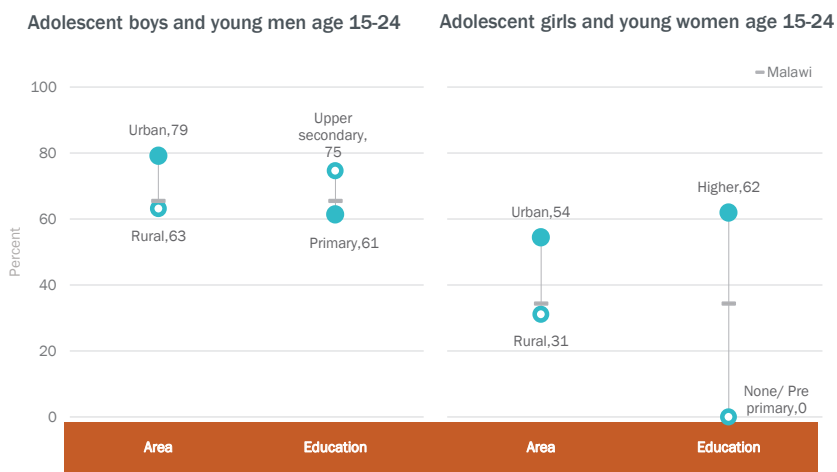 Adolescent boys and young men age 15-24
Adolescent girls and young women age 15-24
Malawi
Percent
100
80
60
40
20
0
Urban,79
Rural,63
Upper
secondary,
75
Primary,61
Urban,54
Rural,31
Higher,62
None/ Pre
primary,0
Area
Education
Area
Education